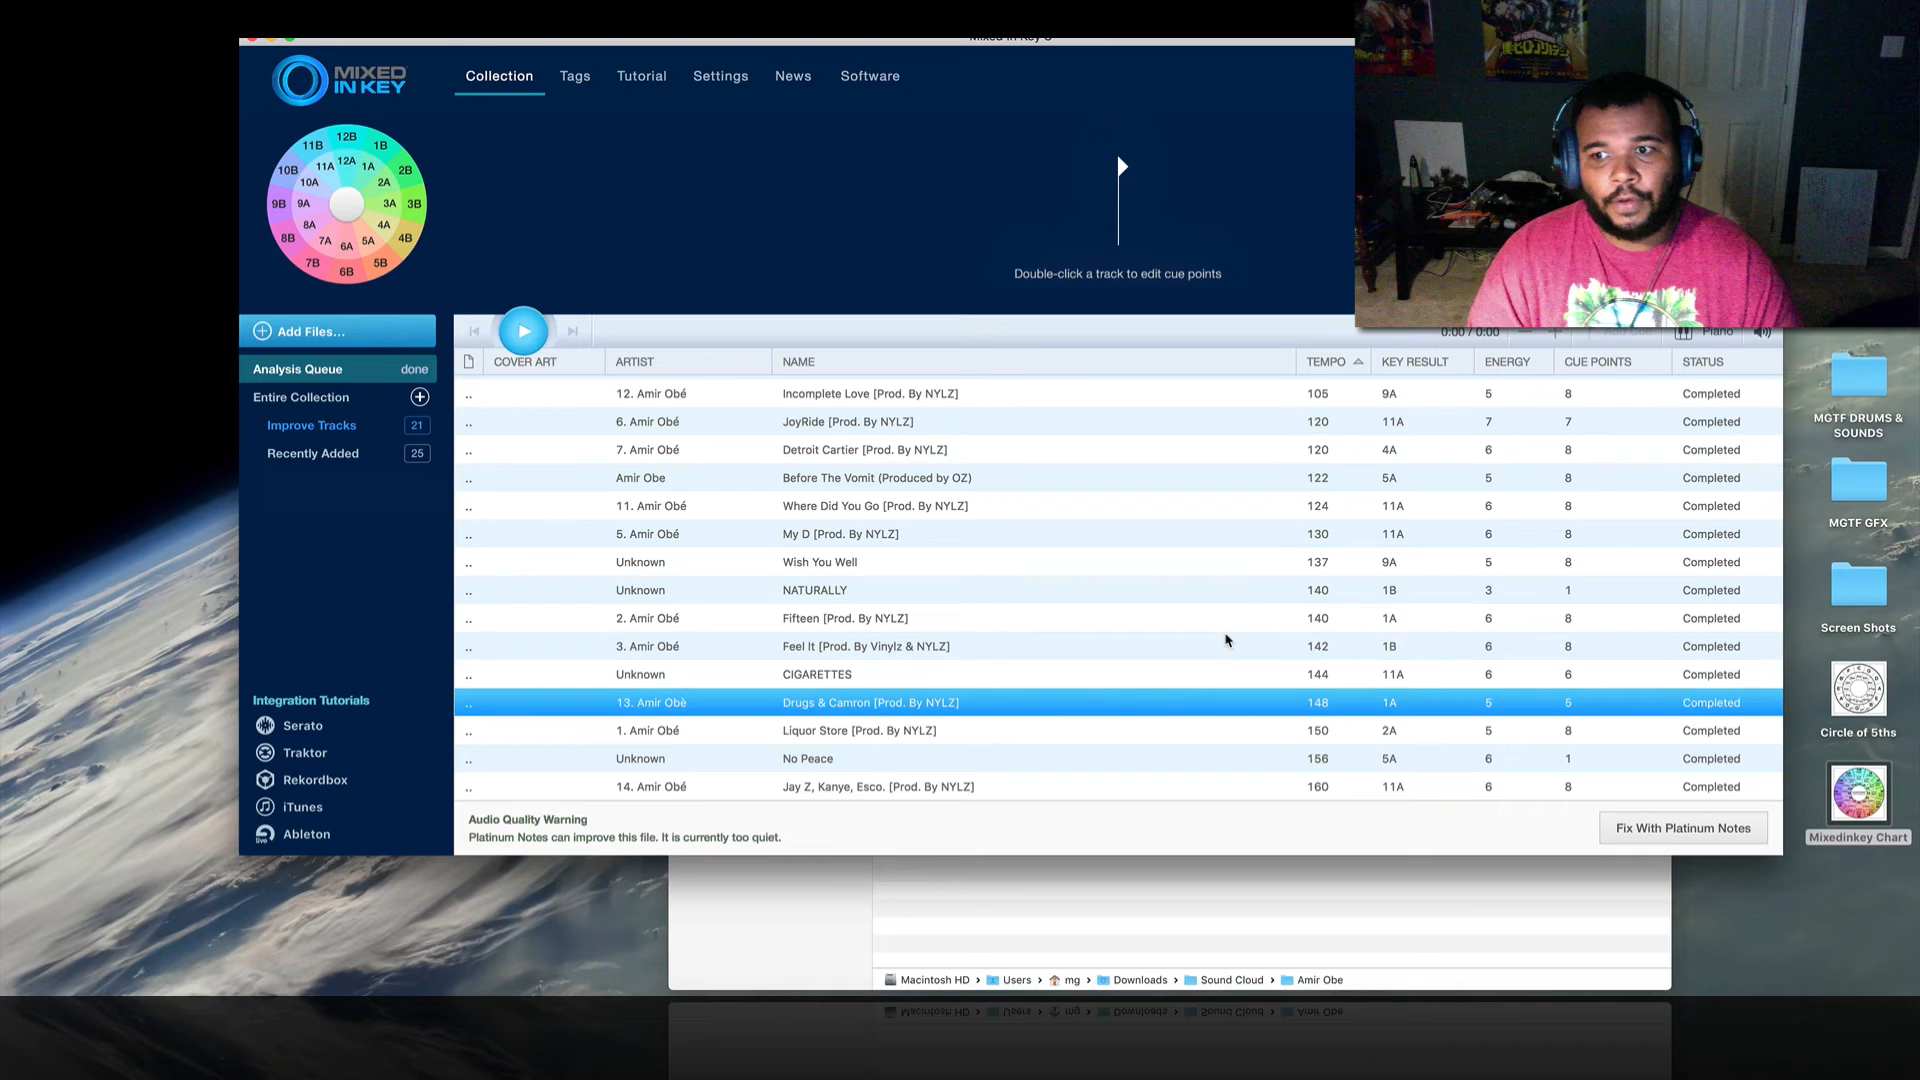 Mixed In Key 8
MIXED
IN KEY
Collection Tags Tutorial Settings News Software
12B
11B 1B
12A
11A 1A
10B 2B
10A 2A
9B 9A 3A 3B
8A 4A
8B 4B
7A 6A 5A
7B 5B
6B
Double-click a track to edit cue points
Add Files...
0:00 / 0:00 Piano
Analysis Queue done
Entire Collection
Improve Tracks 21
Recently Added 25
COVER ART ARTIST NAME TEMPO KEY RESULT ENERGY CUE POINTS STATUS
.. 12. Amir Obé Incomplete Love [Prod. By NYLZ] 105 9A 5 8 Completed
.. 6. Amir Obé JoyRide [Prod. By NYLZ] 120 11A 7 7 Completed
.. 7. Amir Obé Detroit Cartier [Prod. By NYLZ] 120 4A 6 8 Completed
.. Amir Obe Before The Vomit (Produced by OZ) 122 5A 5 8 Completed
.. 11. Amir Obé Where Did You Go [Prod. By NYLZ] 124 11A 6 8 Completed
.. 5. Amir Obé My D [Prod. By NYLZ] 130 11A 6 8 Completed
.. Unknown Wish You Well 137 9A 5 8 Completed
.. Unknown NATURALLY 140 1B 3 1 Completed
.. 2. Amir Obé Fifteen [Prod. By NYLZ] 140 1A 6 8 Completed
.. 3. Amir Obé Feel It [Prod. By Vinylz & NYLZ] 142 1B 6 8 Completed
.. Unknown CIGARETTES 144 11A 6 6 Completed
.. 13. Amir Obè Drugs & Camron [Prod. By NYLZ] 148 1A 5 5 Completed
.. 1. Amir Obé Liquor Store [Prod. By NYLZ] 150 2A 5 8 Completed
.. Unknown No Peace 156 5A 6 1 Completed
.. 14. Amir Obé Jay Z, Kanye, Esco. [Prod. By NYLZ] 160 11A 6 8 Completed
Integration Tutorials
Serato
Traktor
Rekordbox
iTunes
Ableton
live
Audio Quality Warning
Platinum Notes can improve this file. It is currently too quiet.
Fix With Platinum Notes
MGTF DRUMS &
SOUNDS
MGTF GFX
Screen Shots
Circle of 5ths
Mixedinkey Chart
Macintosh HD › Users › mg › Downloads › Sound Cloud › Amir Obe